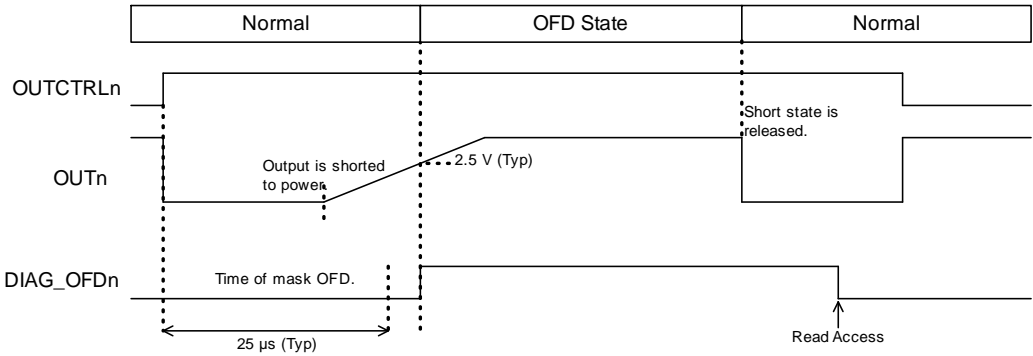 Normal
OFD State
Normal
OUTCTRLn
Short state is
released.
Output is shorted
to power.
2.5 V (Typ)
OUTn
DIAG_OFDn
Time of mask OFD.
25 µs (Typ)
Read Access